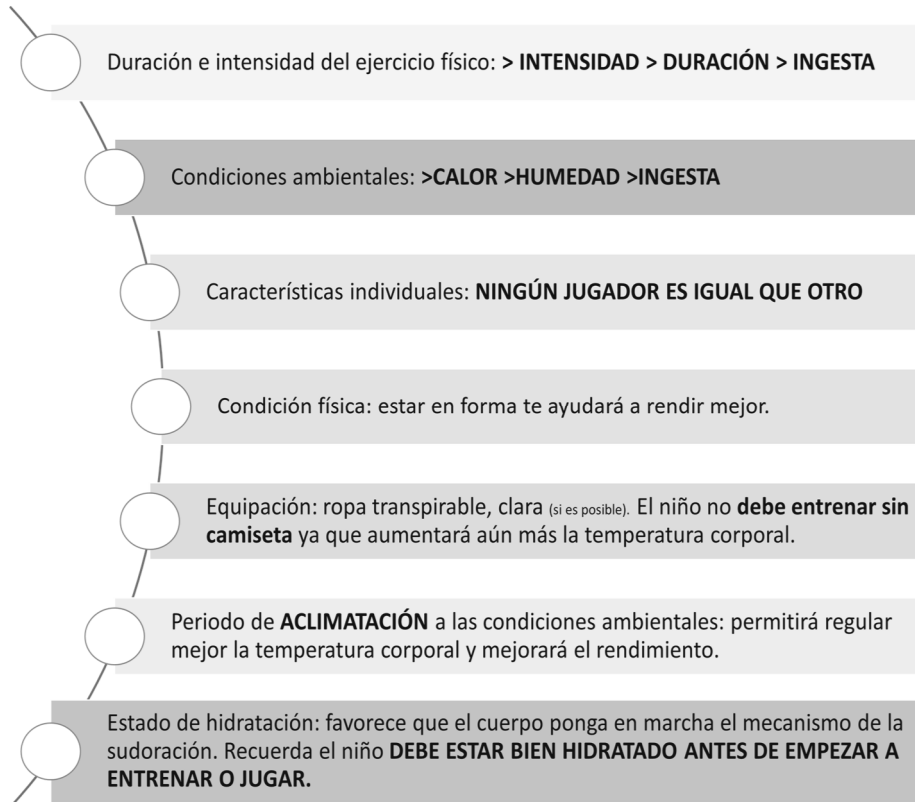 Duración e intensidad del ejercicio físico: > INTENSIDAD > DURACIÓN > INGESTA
Condiciones ambientales: >CALOR >HUMEDAD >INGESTA
Características individuales: NINGÚN JUGADOR ES IGUAL QUE OTRO
Condición física: estar en forma te ayudará a rendir mejor.
Equipación: ropa transpirable, clara (si es posible). El niño no debe entrenar sin
camiseta ya que aumentará aún más la temperatura corporal.
Periodo de ACLIMATACIÓN a las condiciones ambientales: permitirá regular
mejor la temperatura corporal y mejorará el rendimiento.
Estado de hidratación: favorece que el cuerpo ponga en marcha el mecanismo de la
sudoración. Recuerda el niño DEBE ESTAR BIEN HIDRATADO ANTES DE EMPEZAR A
ENTRENAR O JUGAR.